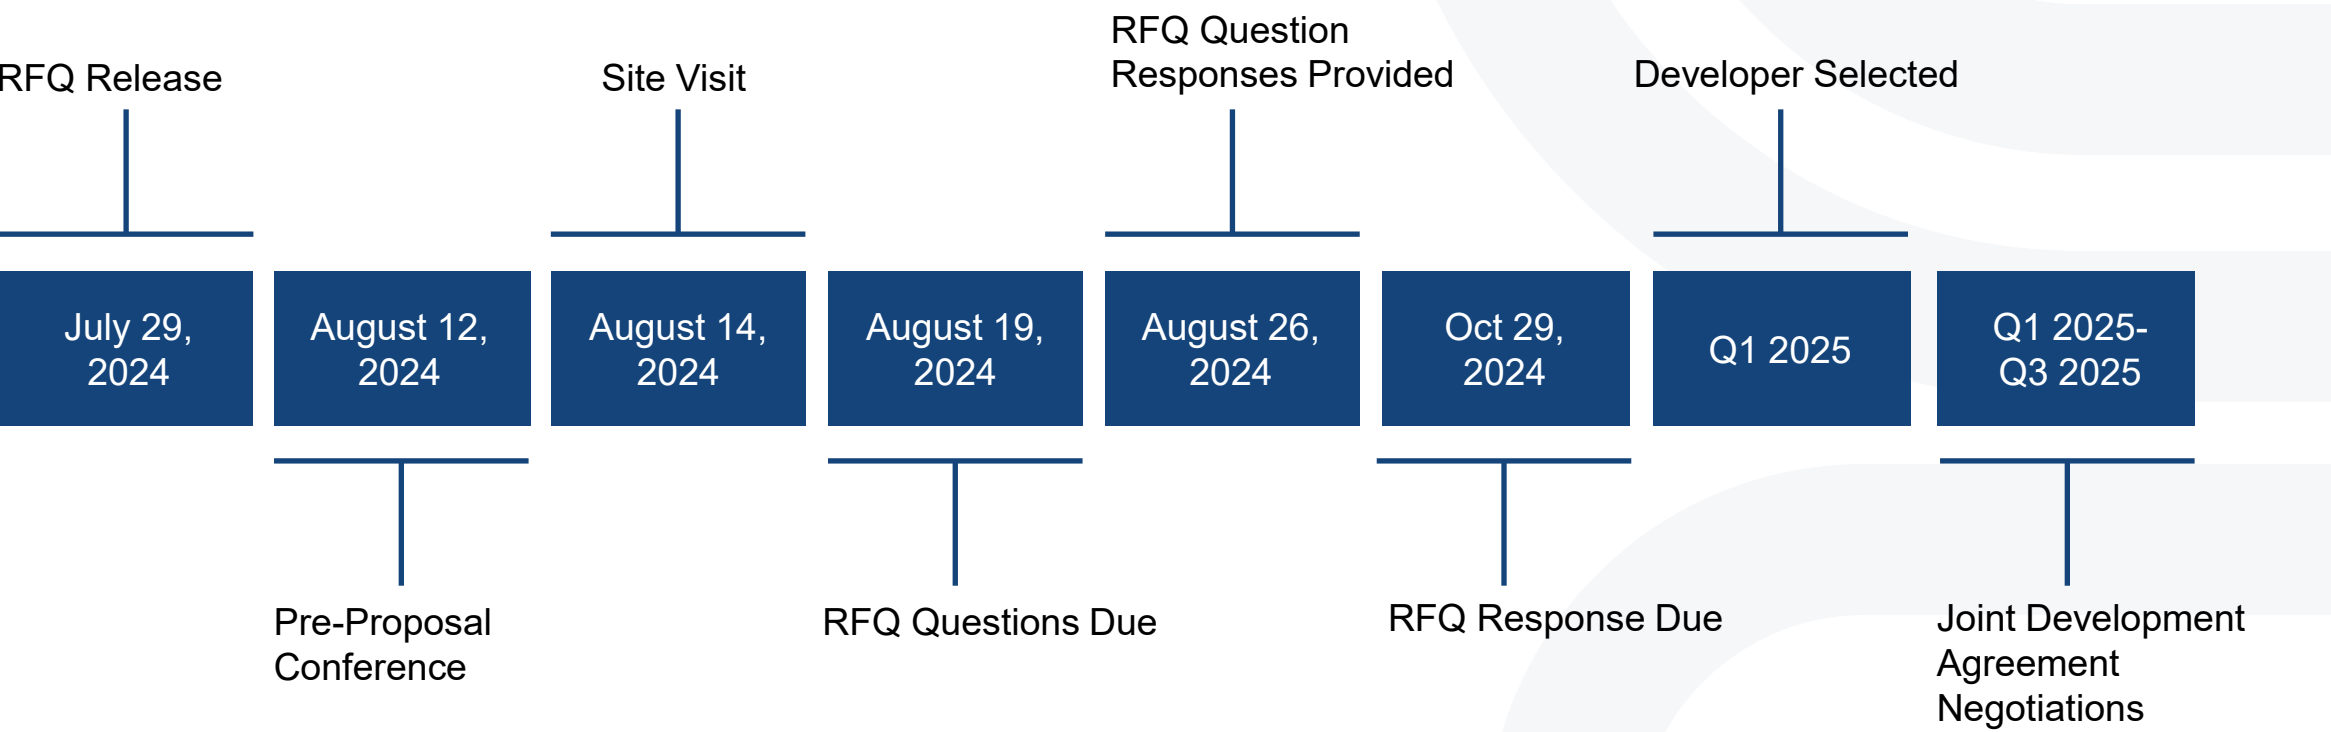 RFQ Question
Responses Provided
RFQ Release
Site Visit
Developer Selected
July 29,
2024
August 12,
2024
August 14,
2024
August 19,
2024
August 26,
2024
Oct 29,
2024
Q1 2025
Q1 2025-
Q3 2025
Pre-Proposal
Conference
RFQ Questions Due
RFQ Response Due
Joint Development
Agreement
Negotiations